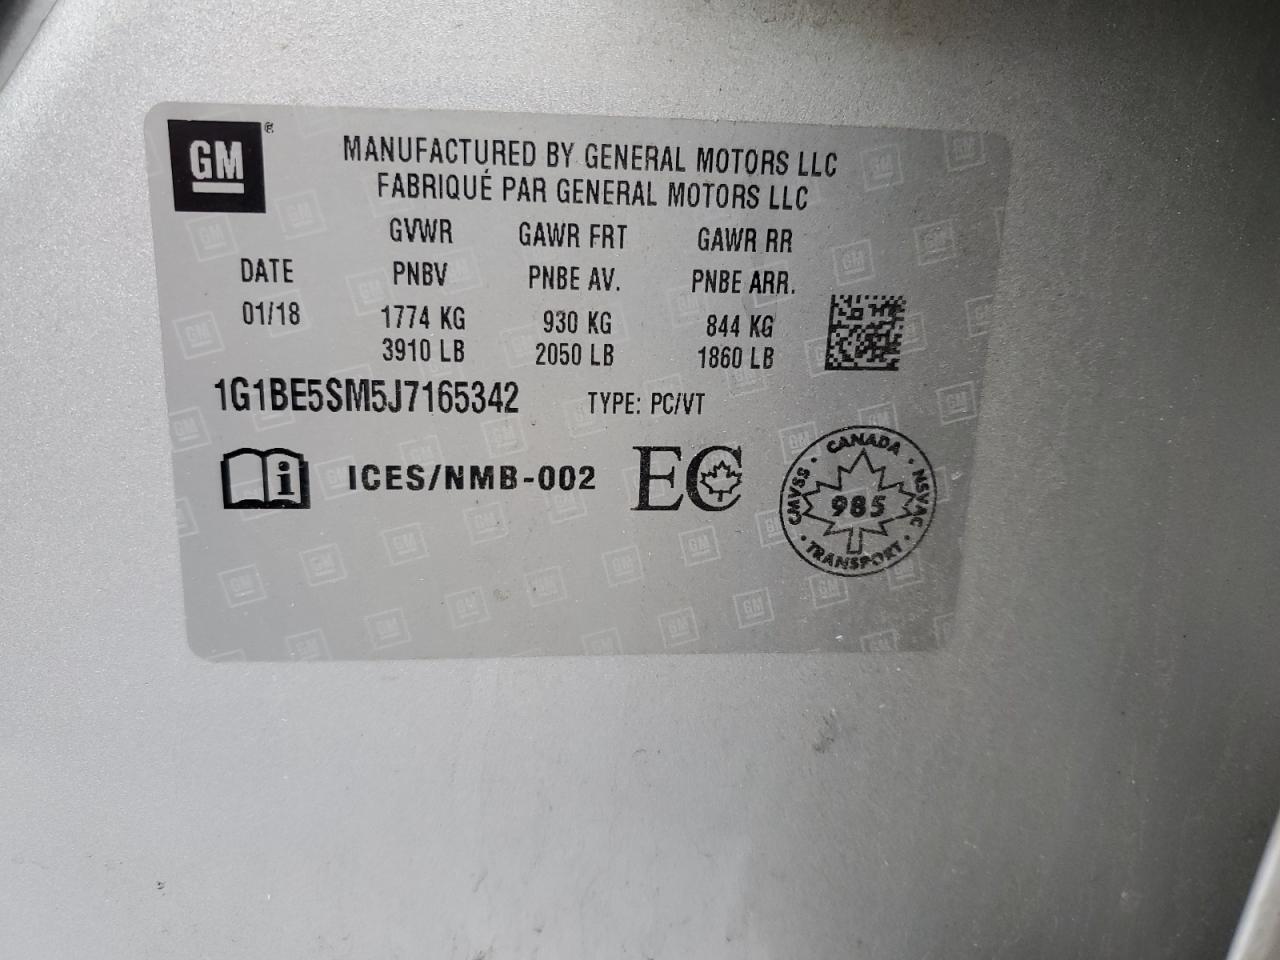 GM ®
MANUFACTURED BY GENERAL MOTORS LLC
FABRIQUÉ PAR GENERAL MOTORS LLC
GVWR GAWR FRT GAWR RR
DATE PNBV PNBE AV. PNBE ARR.
01/18 1774 KG 930 KG 844 KG
3910 LB 2050 LB 1860 LB
1G1BE5SM5J7165342 TYPE: PC/VT
i ICES/NMB-002 EC
CANADA · NSVAC · TRANSPORT · CMVSS ·
985